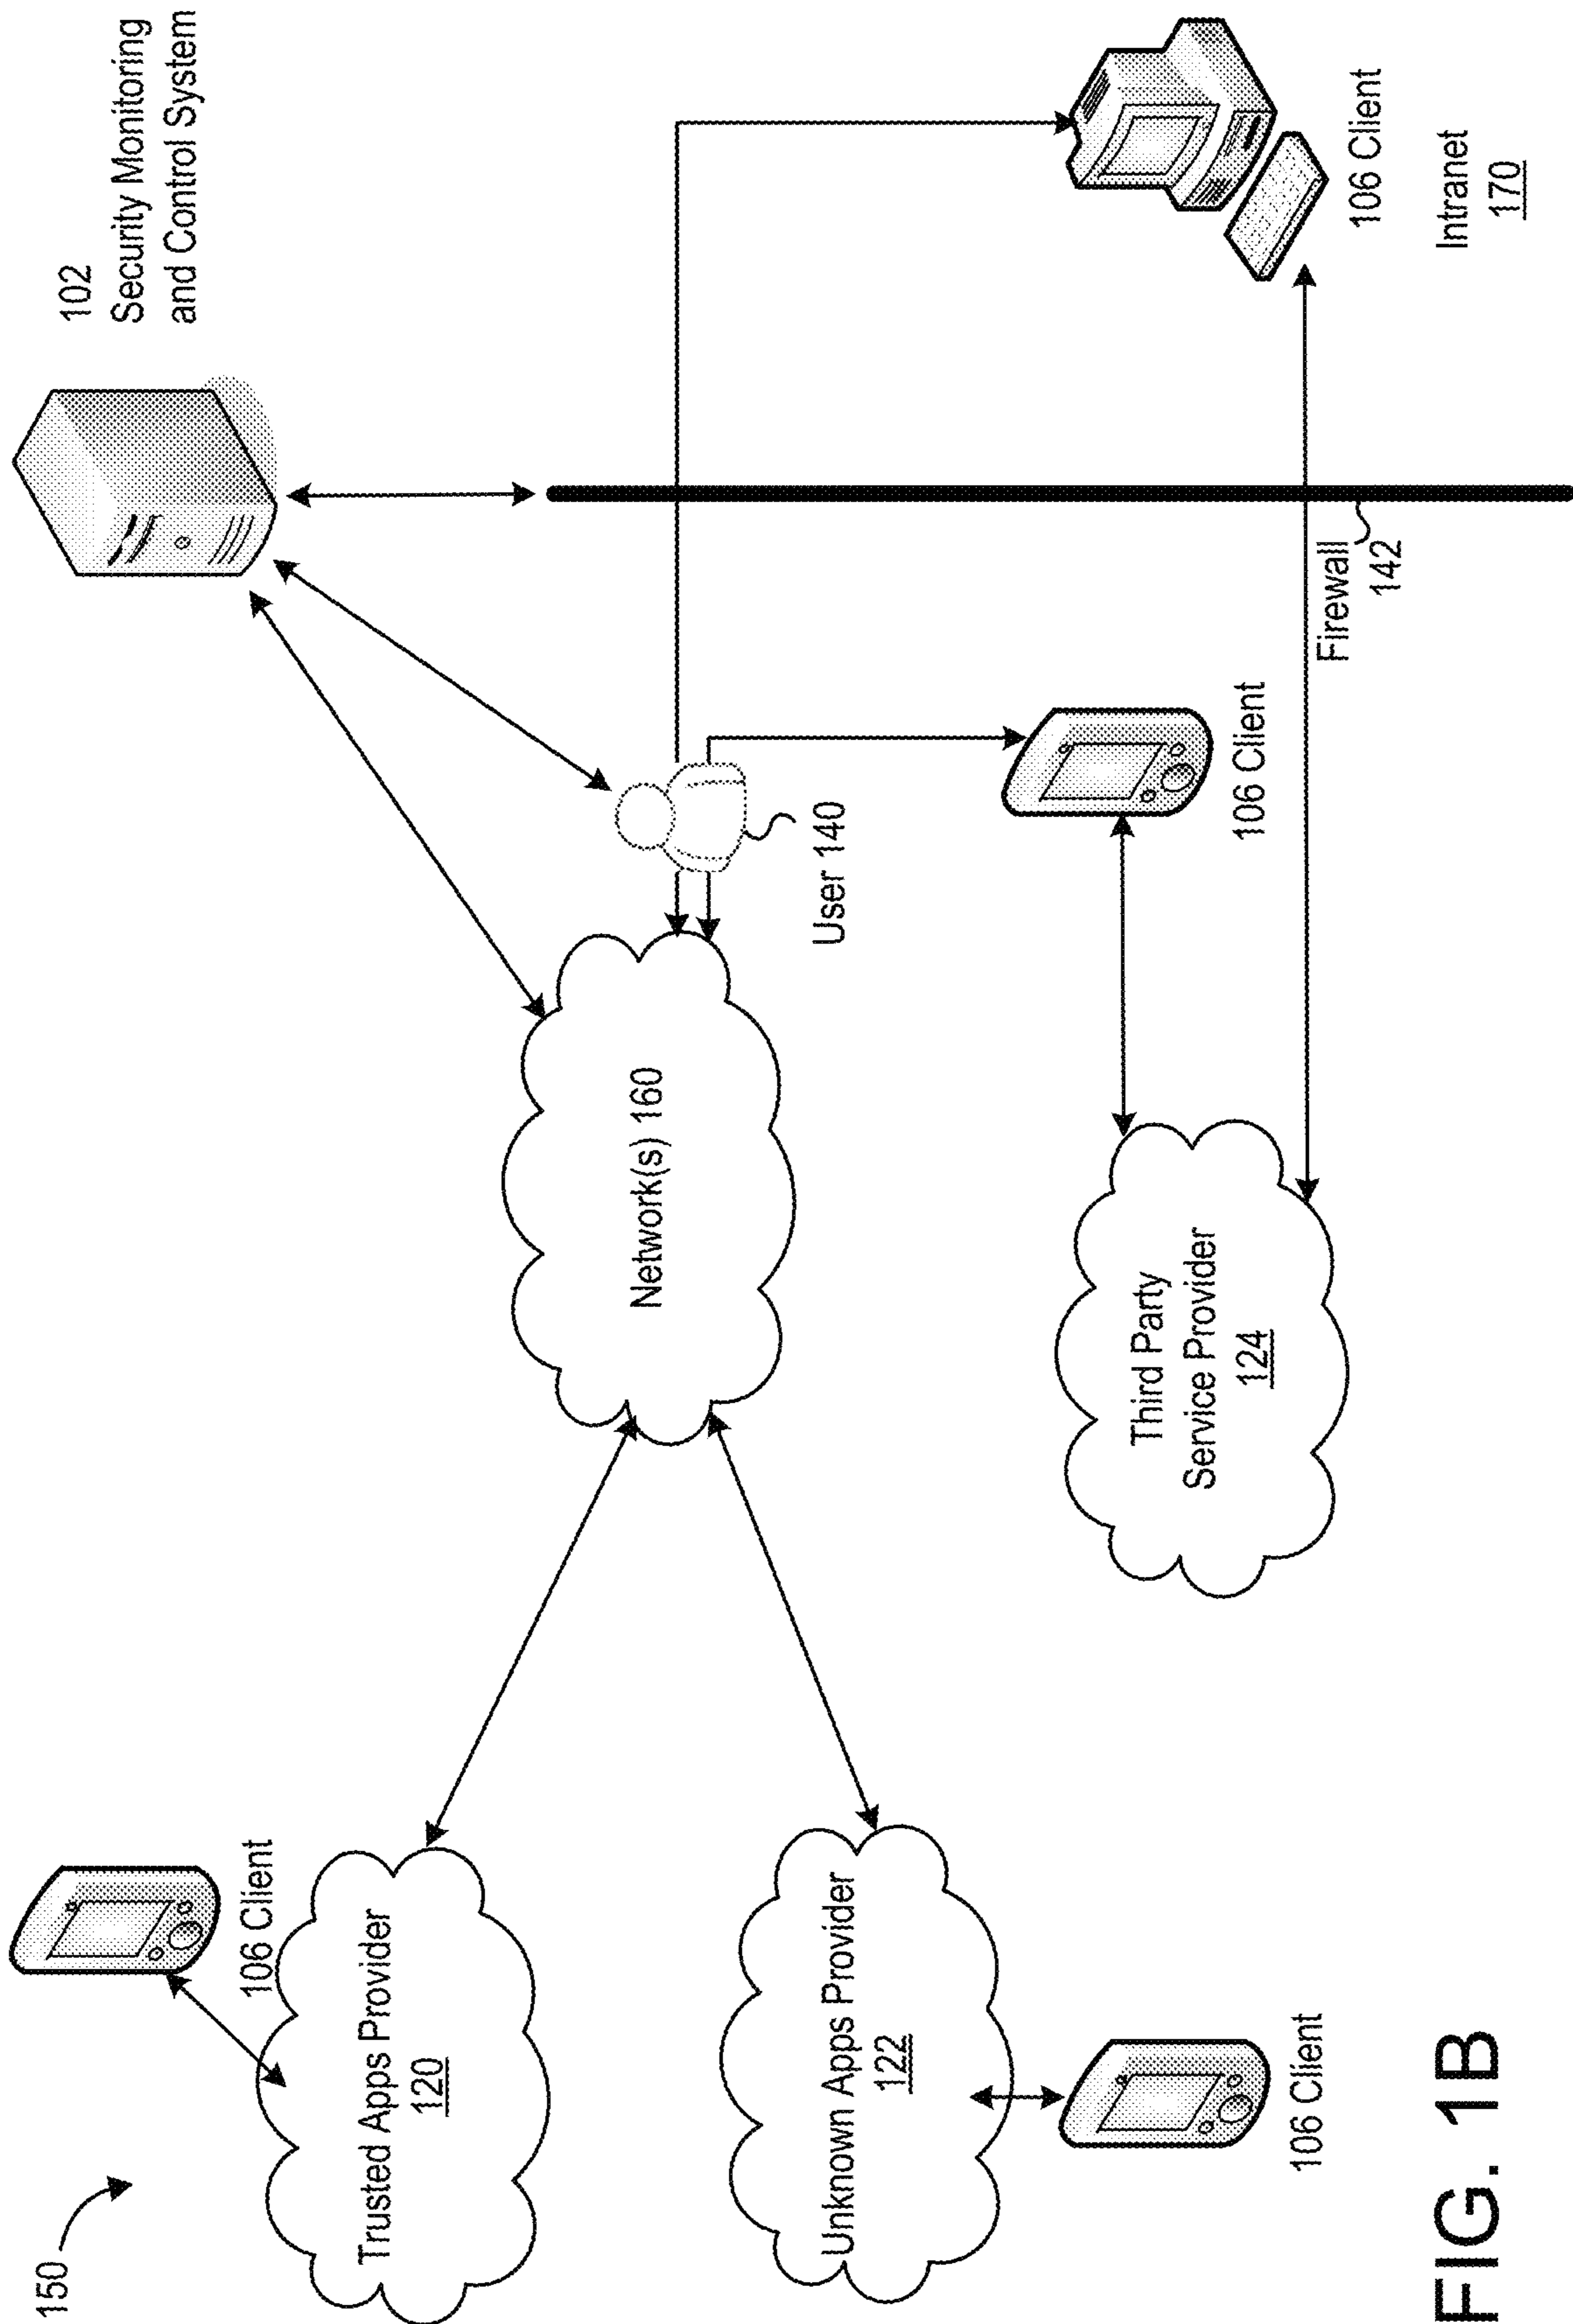 150
106 Client
102
Security Monitoring
and Control System
Trusted Apps Provider
120
Network(s) 160
User 140
Unknown Apps Provider
122
106 Client
Third Party
Service Provider
124
106 Client
Firewall
142
106 Client
Intranet
170
FIG. 1B